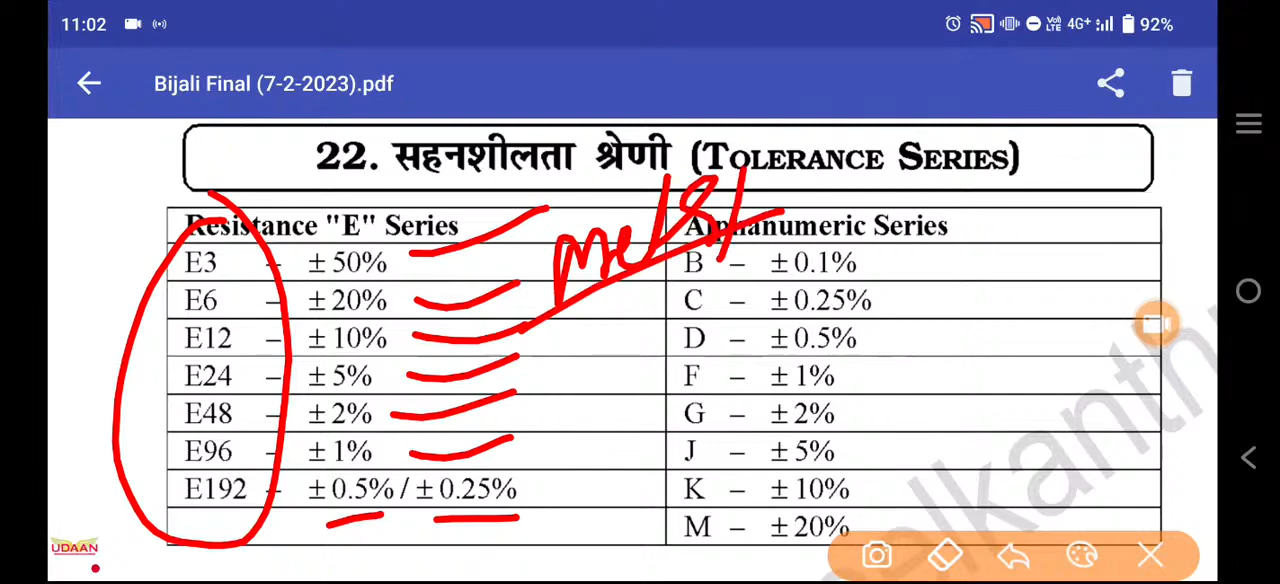 11:02 4G+ 92%
Bijali Final (7-2-2023).pdf
22. सहनशीलता श्रेणी (TOLERANCE SERIES)
Resistance "E" Series Alphanumeric Series
E3 – ± 50% B – ± 0.1%
E6 – ± 20% C – ± 0.25%
E12 – ± 10% D – ± 0.5%
E24 – ± 5% F – ± 1%
E48 – ± 2% G – ± 2%
E96 – ± 1% J – ± 5%
E192 – ± 0.5% / ± 0.25% K – ± 10%
M – ± 20%
UDAAN